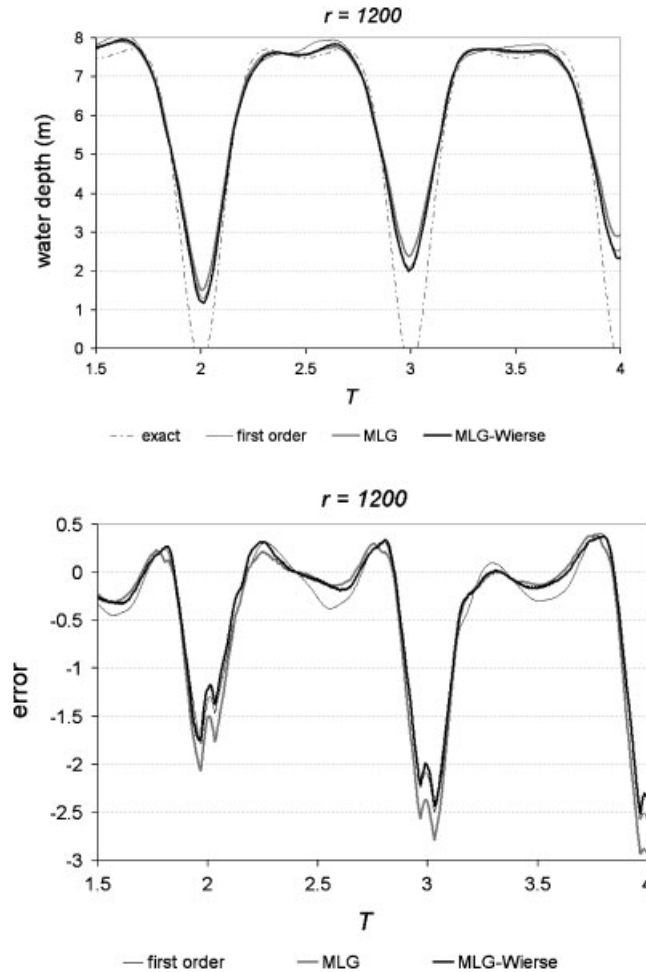 r = 1200
8
7
6
5
4
3
2
1
0
water depth (m)
1.5 2 2.5 3 3.5 4
T
exact first order MLG MLG-Wierse
r = 1200
0.5
0
-0.5
-1
-1.5
-2
-2.5
-3
error
1.5 2 2.5 3 3.5 4
T
first order MLG MLG-Wierse